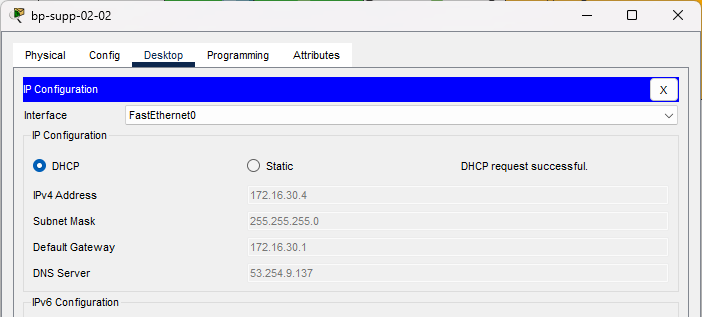 bp-supp-02-02
Physical Config Desktop Programming Attributes
IP Configuration X
Interface FastEthernet0
IP Configuration
DHCP Static DHCP request successful.
IPv4 Address 172.16.30.4
Subnet Mask 255.255.255.0
Default Gateway 172.16.30.1
DNS Server 53.254.9.137
IPv6 Configuration